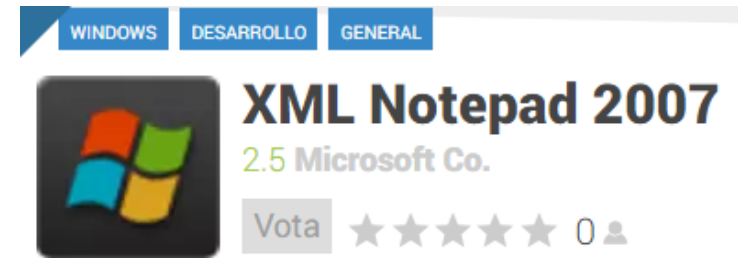 WINDOWS DESARROLLO GENERAL
XML Notepad 2007
2.5 Microsoft Co.
Vota 0